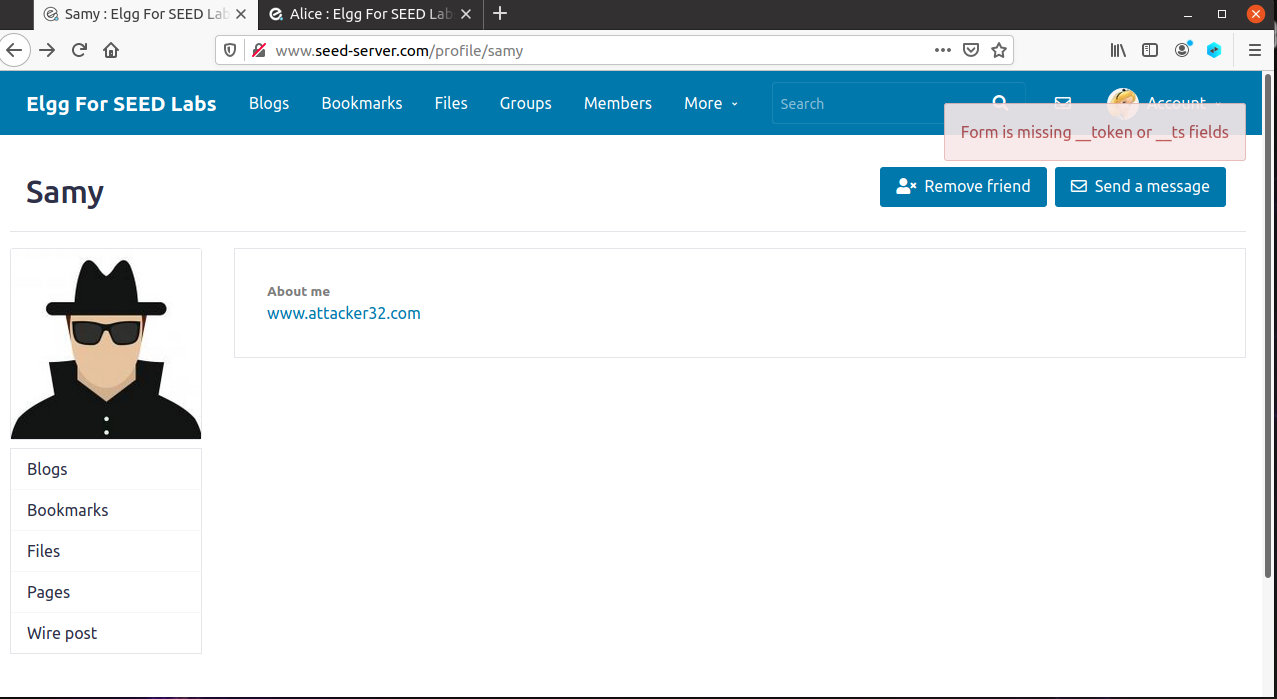 Samy : Elgg For SEED Lab
Alice : Elgg For SEED Lab
www.seed-server.com/profile/samy
Elgg For SEED Labs Blogs Bookmarks Files Groups Members More Search Account
Form is missing __token or __ts fields
Samy
Remove friend Send a message
About me
www.attacker32.com
Blogs
Bookmarks
Files
Pages
Wire post